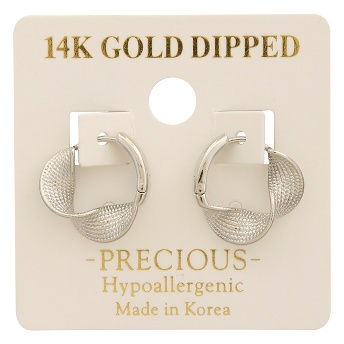 14K GOLD DIPPED
-PRECIOUS-
Hypoallergenic
Made in Korea